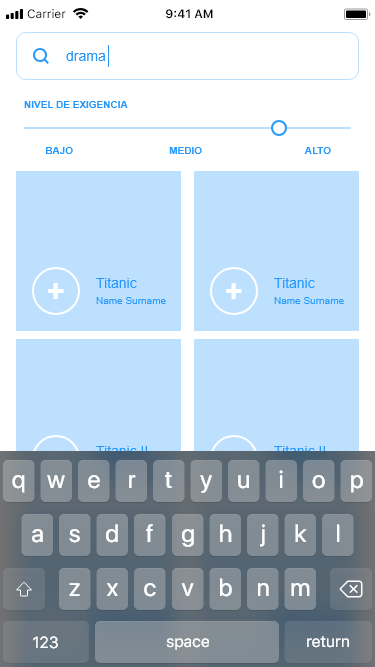 Carrier 9:41 AM
drama
NIVEL DE EXIGENCIA
BAJO MEDIO ALTO
Titanic Titanic
Name Surname Name Surname
Titanic II Titanic II
q w e r t y u i o p
a s d f g h j k l
z x c v b n m
123 space return